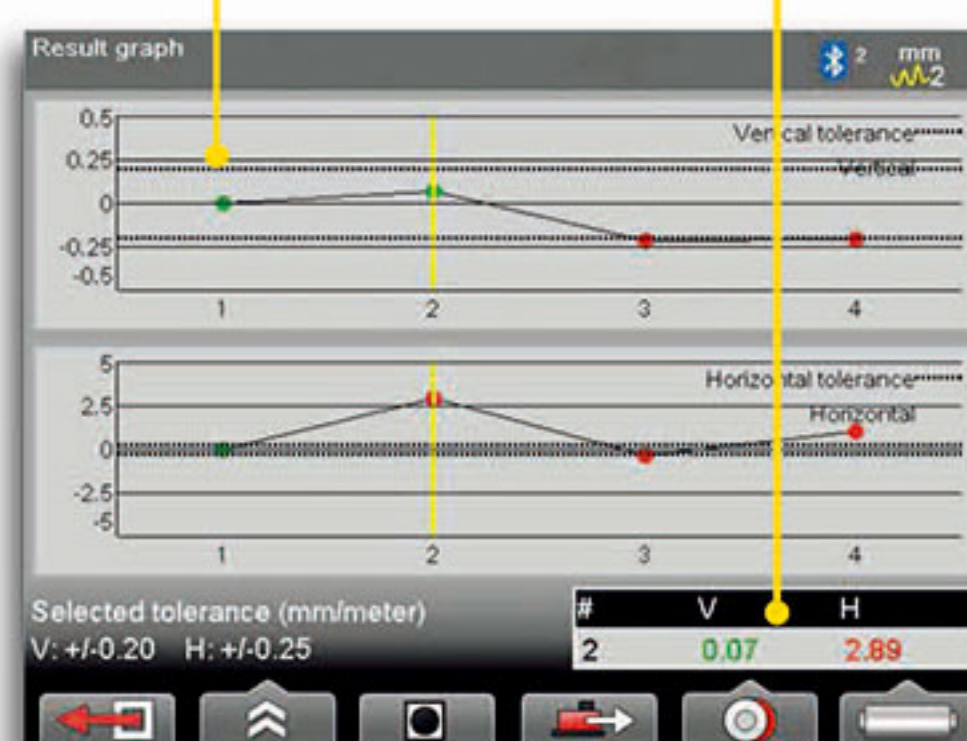 Result graph
2 mm
2
0.5
Vertical tolerance
0.25
Vertical
0
-0.25
-0.5
1 2 3 4
5
Horizontal tolerance
2.5
Horizontal
0
-2.5
-5
1 2 3 4
Selected tolerance (mm/meter)
V: +/-0.20 H: +/-0.25
# V H
2 0.07 2.89